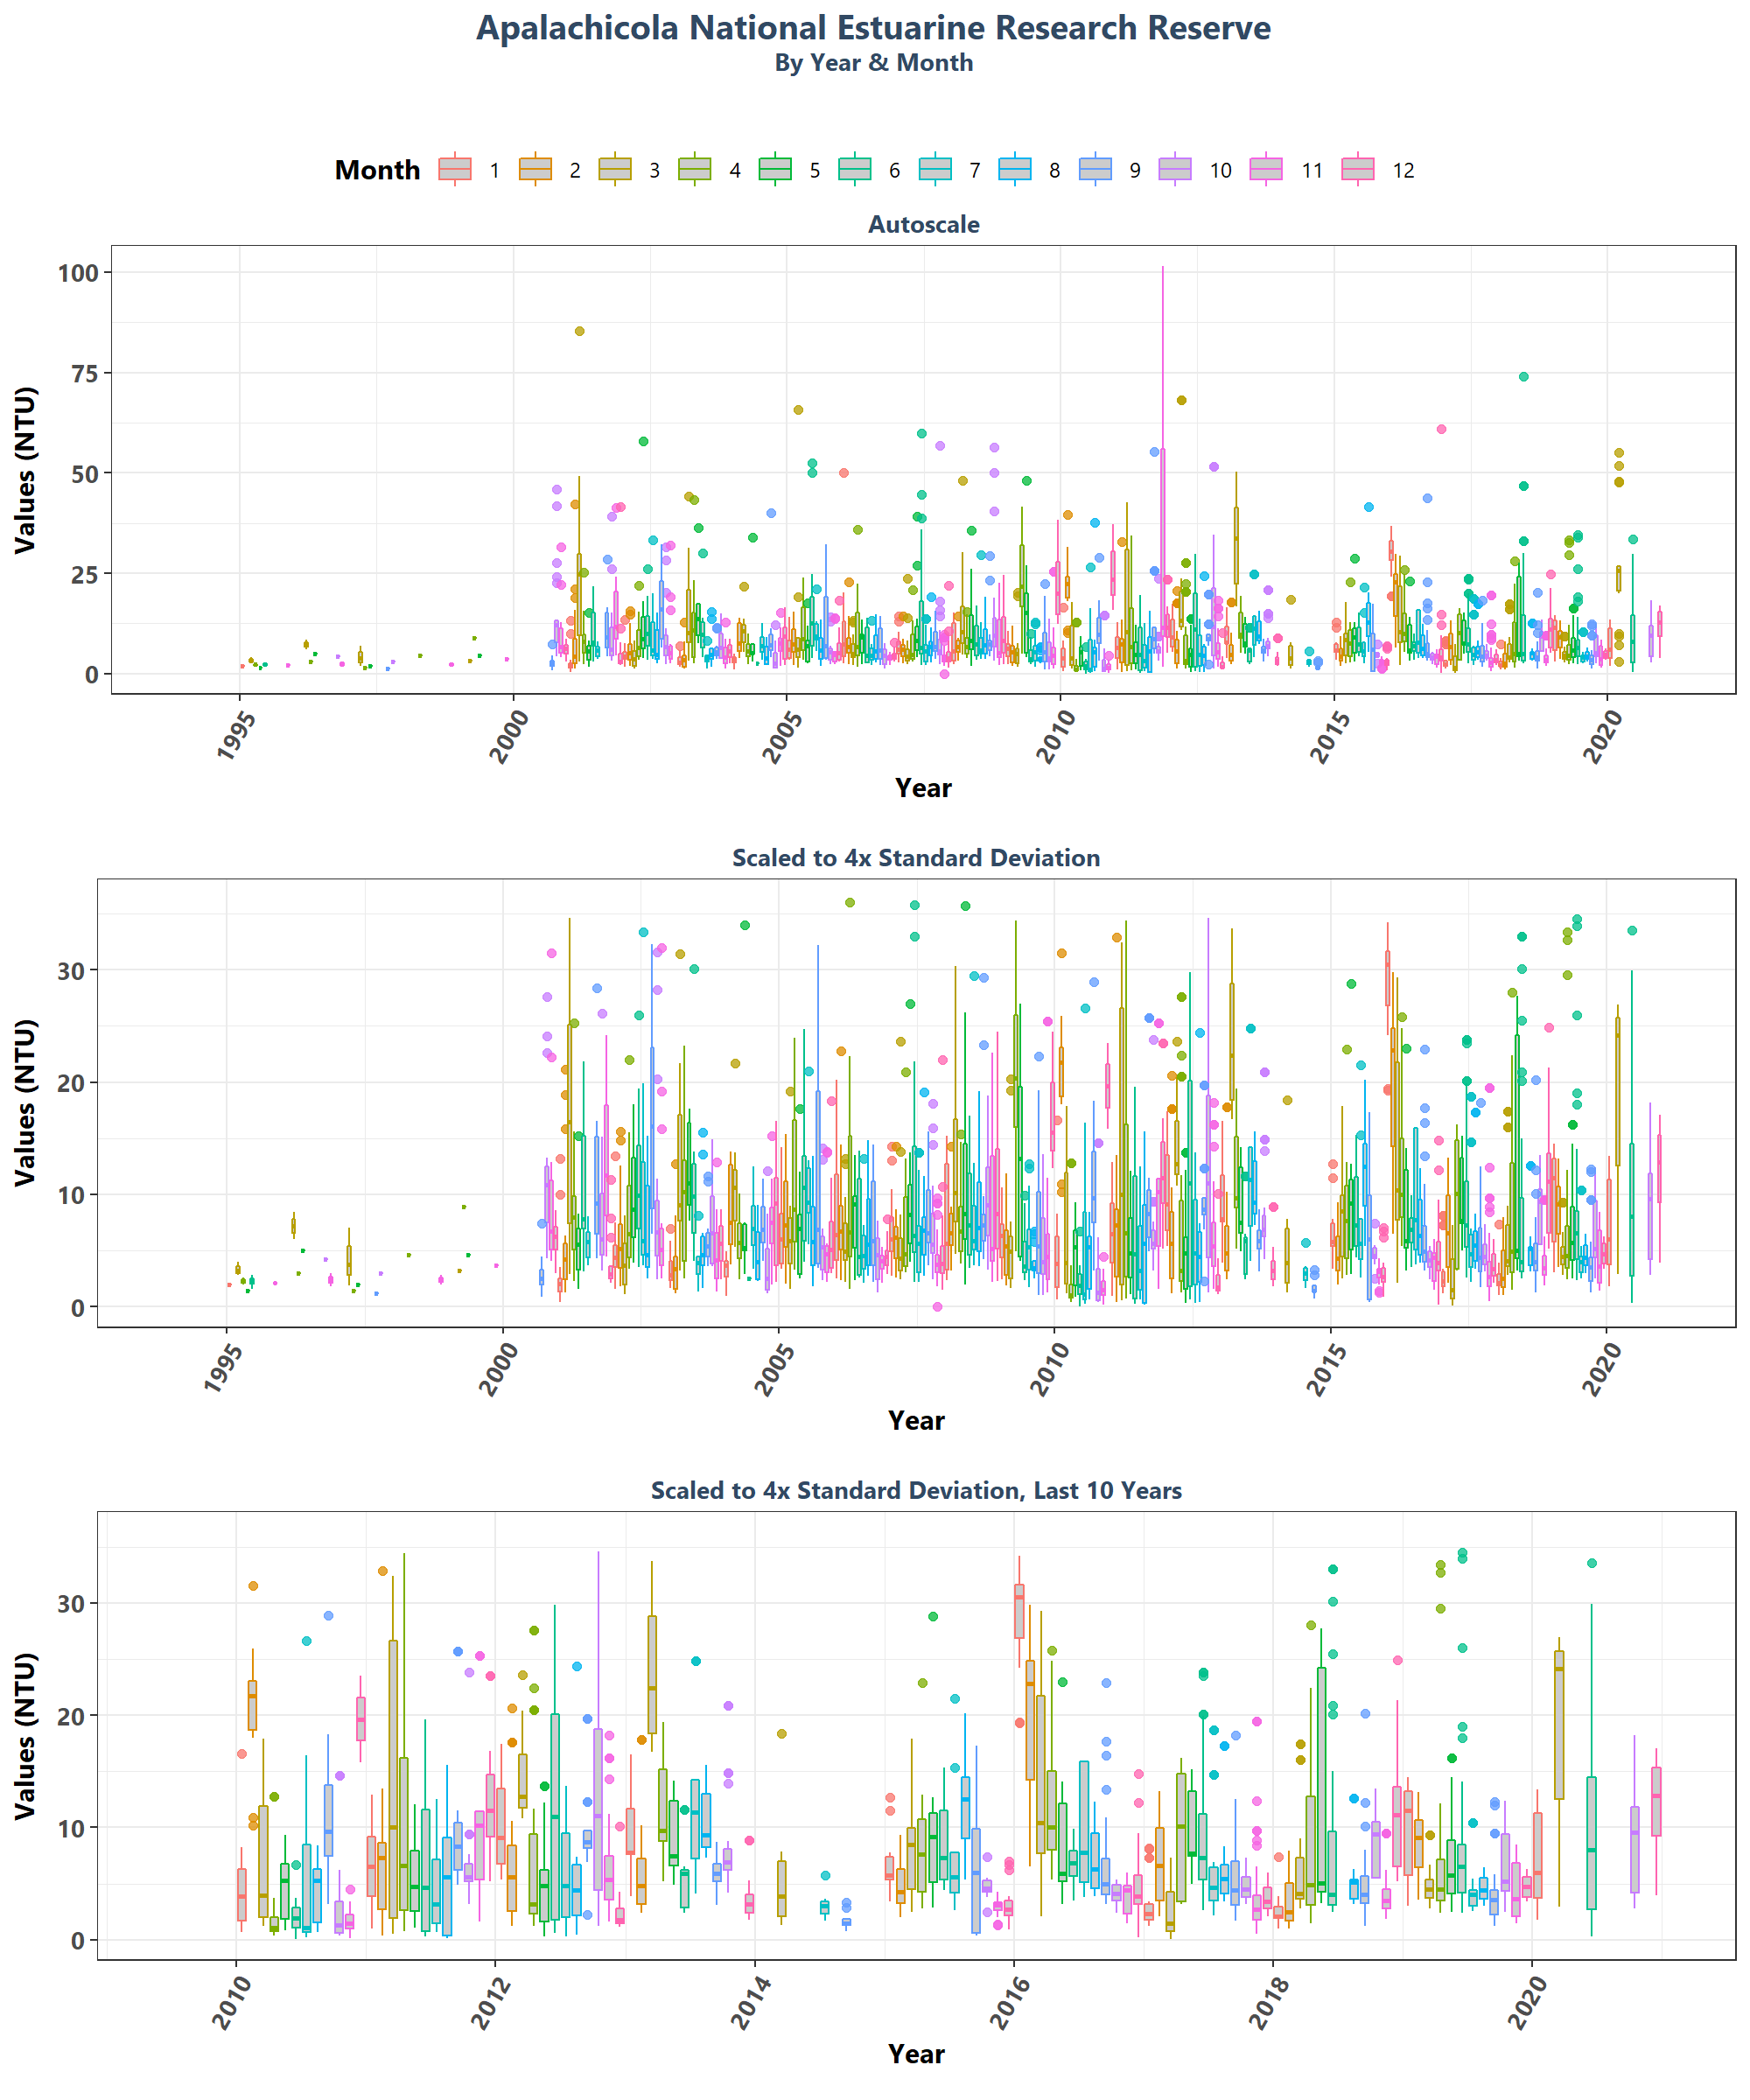 Apalachicola National Estuarine Research Reserve
By Year & Month
Month 1 2 3 4 5 6 7 8 9 10 11 12
Autoscale
Values (NTU)
100
75
50
25
0
1995 2000 2005 2010 2015 2020
Year
Scaled to 4x Standard Deviation
Values (NTU)
30
20
10
0
1995 2000 2005 2010 2015 2020
Year
Scaled to 4x Standard Deviation, Last 10 Years
Values (NTU)
30
20
10
0
2010 2012 2014 2016 2018 2020
Year